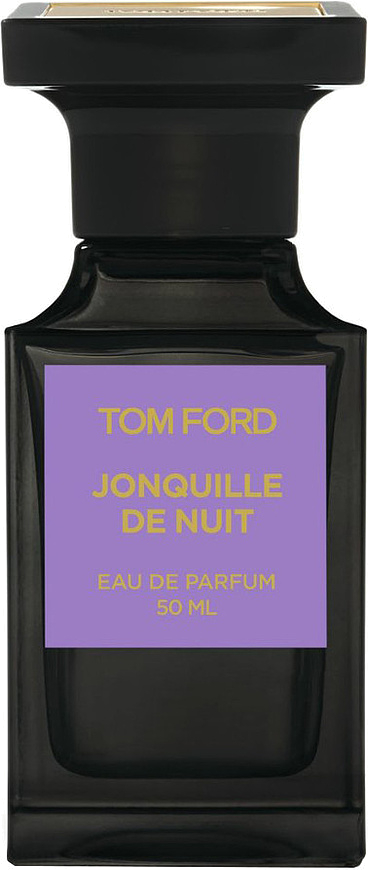 TOM FORD
JONQUILLE
DE NUIT
EAU DE PARFUM
50 ML